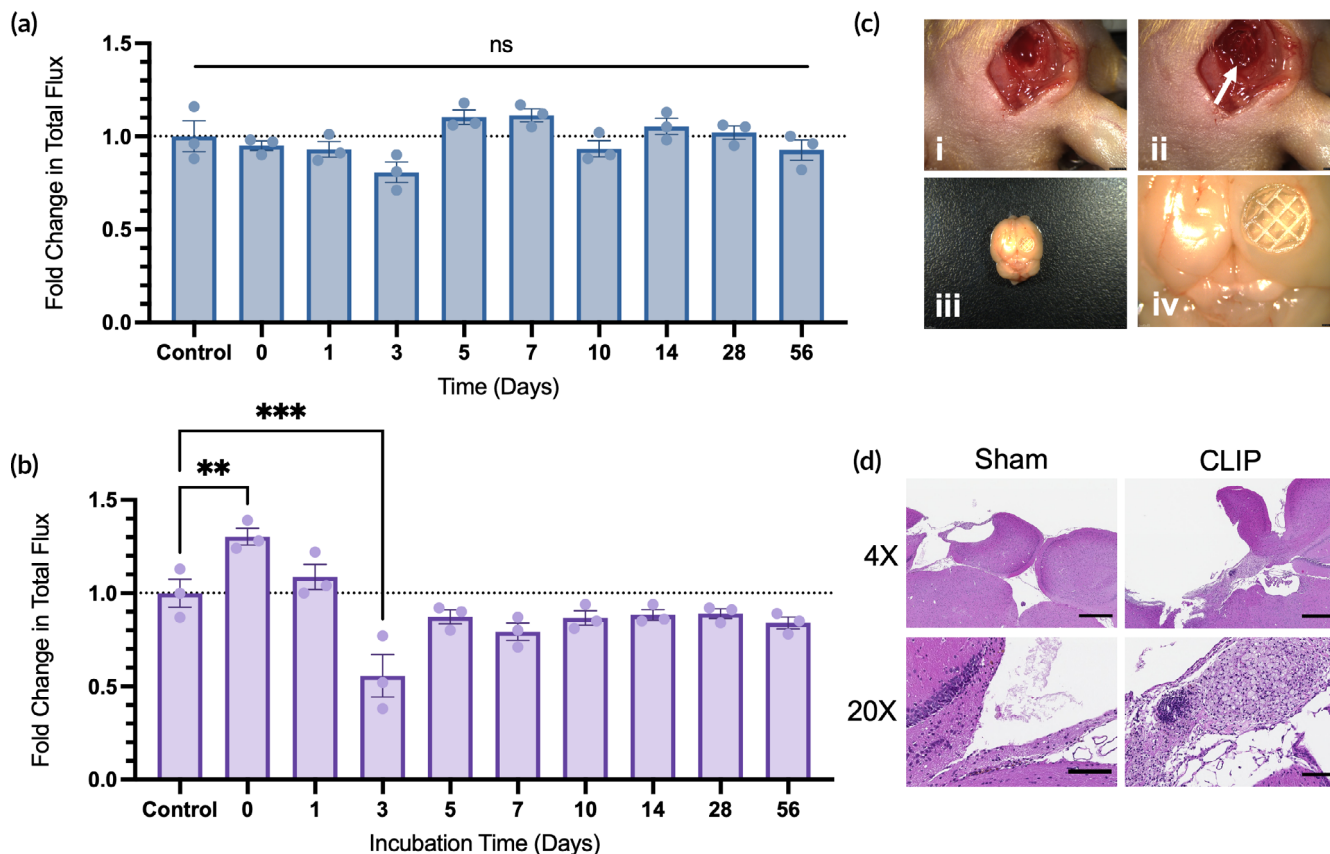 (a)
Fold Change in Total Flux
1.5
1.0
0.5
0.0
ns
Control 0 1 3 5 7 10 14 28 56
Time (Days)
(b)
Fold Change in Total Flux
1.5
1.0
0.5
0.0
**
***
Control 0 1 3 5 7 10 14 28 56
Incubation Time (Days)
(c)
i
ii
iii
iv
(d)
Sham CLIP
4X
20X